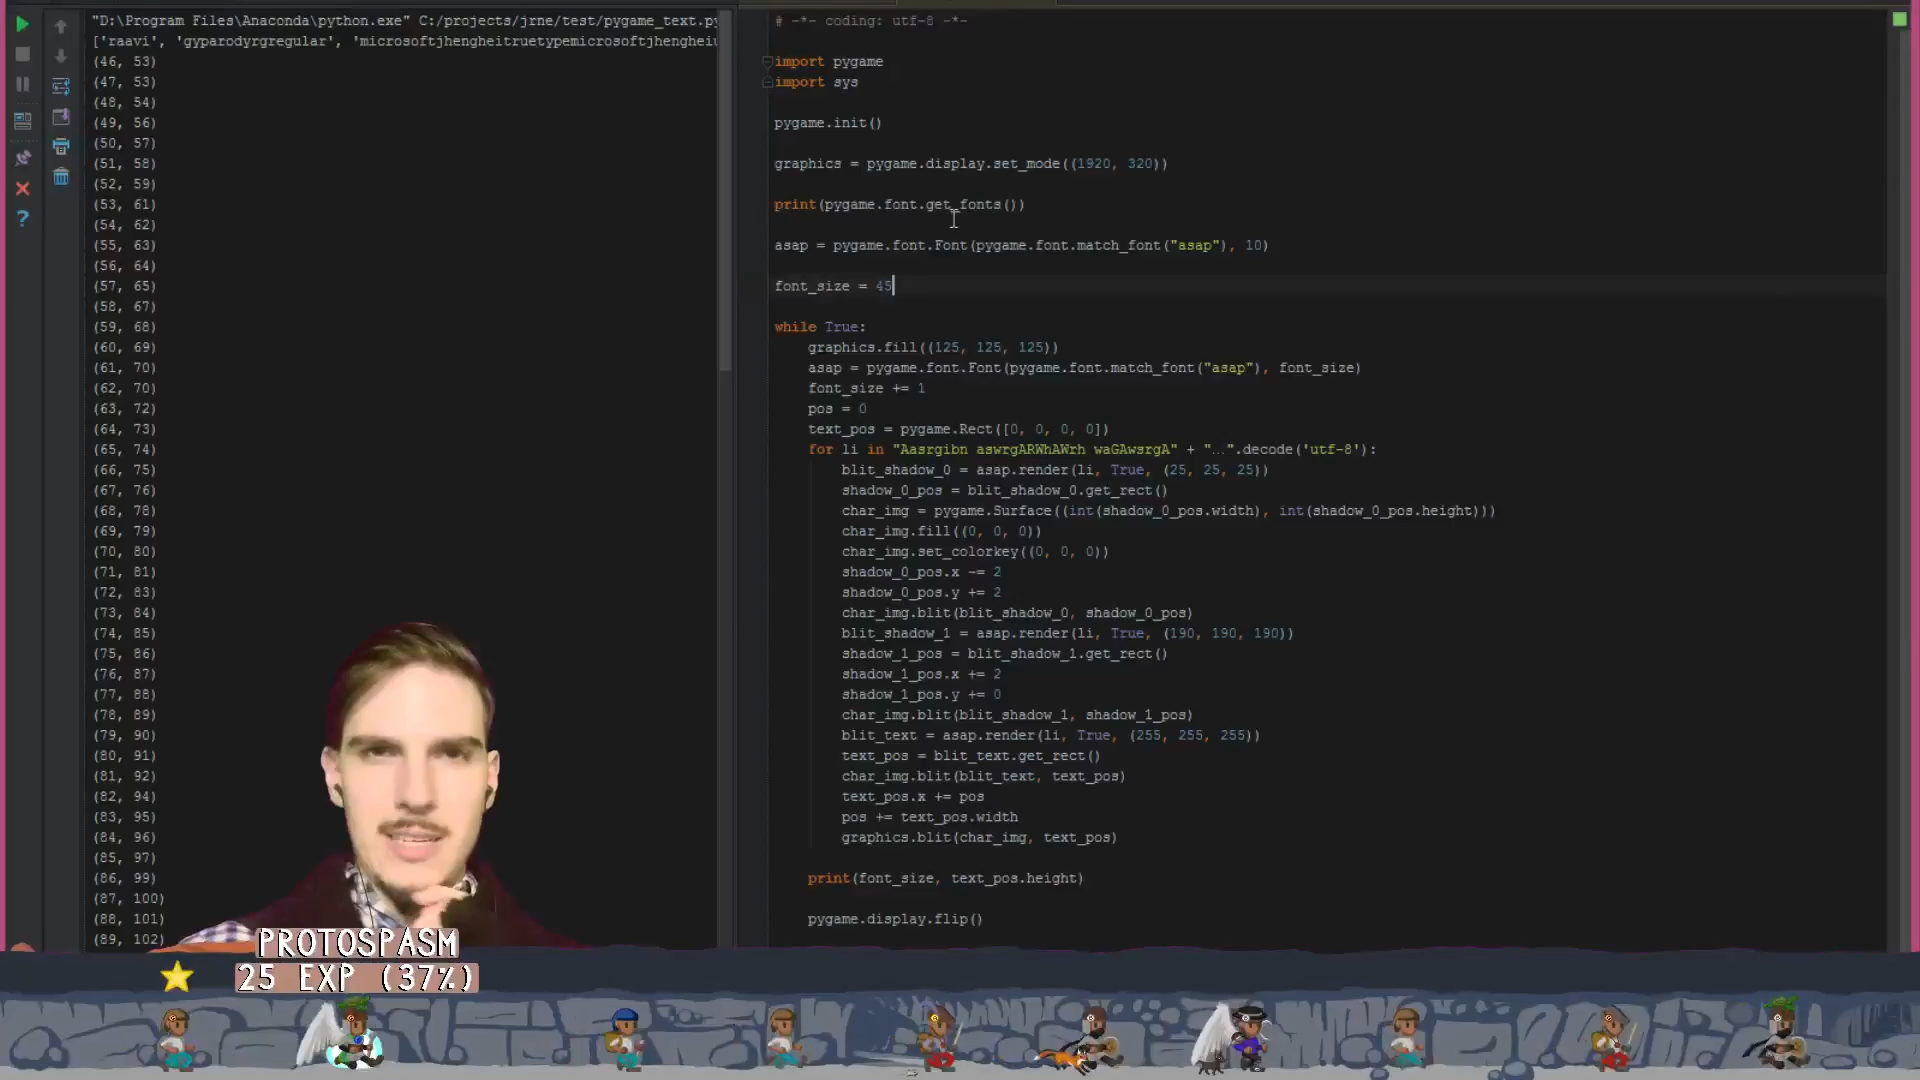 "D:\Program Files\Anaconda\python.exe" C:/projects/jrne/test/pygame_text.py
['raavi', 'gyparodyrgregular', 'microsoftjhengheitruetypemicrosoftjhengheiu
(46, 53)
(47, 53)
(48, 54)
(49, 56)
(50, 57)
(51, 58)
(52, 59)
(53, 61)
(54, 62)
(55, 63)
(56, 64)
(57, 65)
(58, 67)
(59, 68)
(60, 69)
(61, 70)
(62, 70)
(63, 72)
(64, 73)
(65, 74)
(66, 75)
(67, 76)
(68, 78)
(69, 79)
(70, 80)
(71, 81)
(72, 83)
(73, 84)
(74, 85)
(75, 86)
(76, 87)
(77, 88)
(78, 89)
(79, 90)
(80, 91)
(81, 92)
(82, 94)
(83, 95)
(84, 96)
(85, 97)
(86, 99)
(87, 100)
(88, 101)
(89, 102)
# -*- coding: utf-8 -*-
import pygame
import sys
pygame.init()
graphics = pygame.display.set_mode((1920, 320))
print(pygame.font.get_fonts())
asap = pygame.font.Font(pygame.font.match_font("asap"), 10)
font_size = 45
while True:
graphics.fill((125, 125, 125))
asap = pygame.font.Font(pygame.font.match_font("asap"), font_size)
font_size += 1
pos = 0
text_pos = pygame.Rect([0, 0, 0, 0])
for li in "Aasrgibn aswrgARWhAWrh waGAwsrgA" + "…".decode('utf-8'):
blit_shadow_0 = asap.render(li, True, (25, 25, 25))
shadow_0_pos = blit_shadow_0.get_rect()
char_img = pygame.Surface((int(shadow_0_pos.width), int(shadow_0_pos.height)))
char_img.fill((0, 0, 0))
char_img.set_colorkey((0, 0, 0))
shadow_0_pos.x -= 2
shadow_0_pos.y += 2
char_img.blit(blit_shadow_0, shadow_0_pos)
blit_shadow_1 = asap.render(li, True, (190, 190, 190))
shadow_1_pos = blit_shadow_1.get_rect()
shadow_1_pos.x += 2
shadow_1_pos.y += 0
char_img.blit(blit_shadow_1, shadow_1_pos)
blit_text = asap.render(li, True, (255, 255, 255))
text_pos = blit_text.get_rect()
char_img.blit(blit_text, text_pos)
text_pos.x += pos
pos += text_pos.width
graphics.blit(char_img, text_pos)
print(font_size, text_pos.height)
pygame.display.flip()
PROTOSPASM
25 EXP (37%)